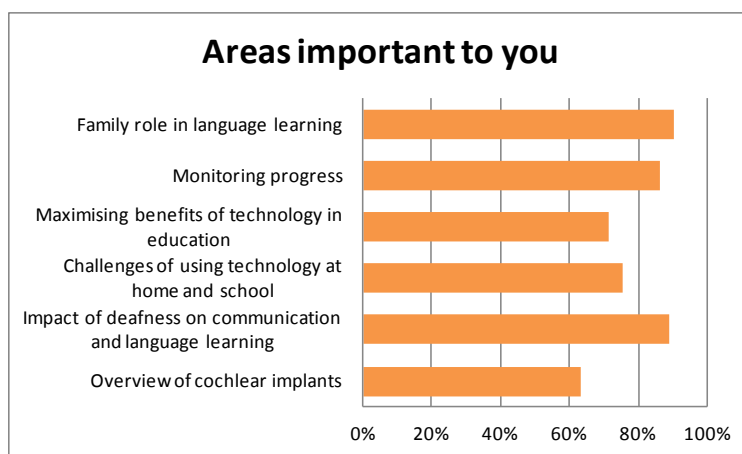 Areas important to you
Family role in language learning
Monitoring progress
Maximising benefits of technology in
education
Challenges of using technology at
home and school
Impact of deafness on communication
and language learning
Overview of cochlear implants
0% 20% 40% 60% 80% 100%